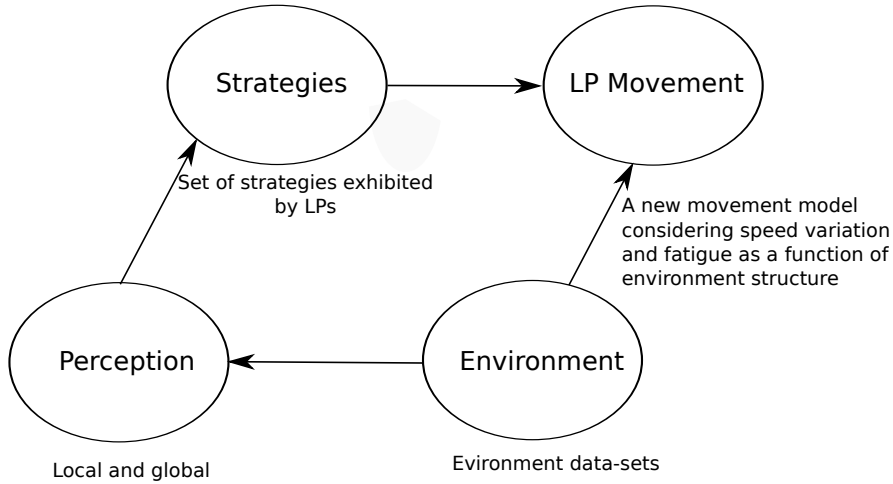 Strategies
LP Movement
Set of strategies exhibited
by LPs
A new movement model
considering speed variation
and fatigue as a function of
environment structure
Perception
Environment
Local and global
Evironment data-sets